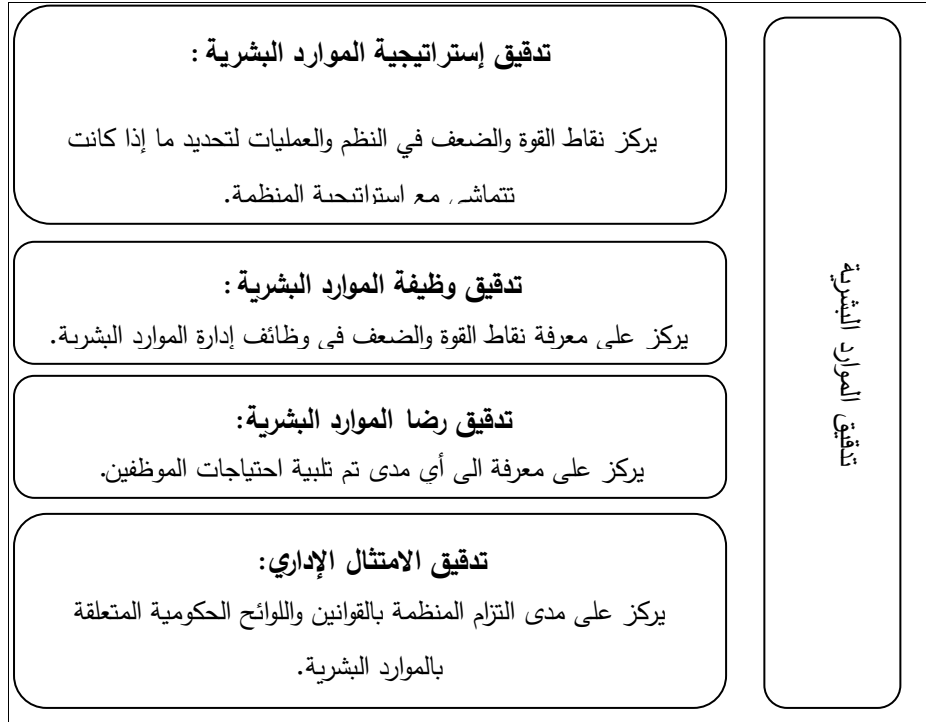 تدقيق الموارد البشرية
تدقيق إستراتيجية الموارد البشرية :
يركز نقاط القوة والضعف في النظم والعمليات لتحديد ما إذا كانت
تتماشى مع استراتيجية المنظمة.
تدقيق وظيفة الموارد البشرية :
يركز على معرفة نقاط القوة والضعف في وظائف إدارة الموارد البشرية.
تدقيق رضا الموارد البشرية:
يركز على معرفة الى أي مدى تم تلبية احتياجات الموظفين.
تدقيق الامتثال الإداري:
يركز على مدى التزام المنظمة بالقوانين واللوائح الحكومية المتعلقة
بالموارد البشرية.